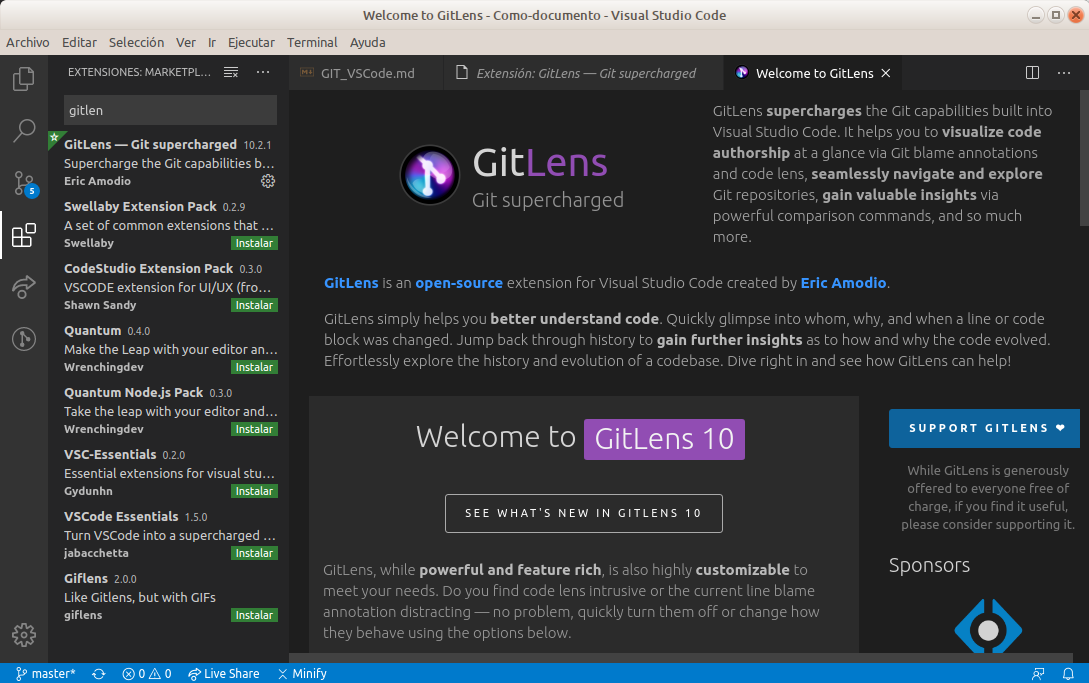 Welcome to GitLens - Como-documento - Visual Studio Code
Archivo Editar Selección Ver Ir Ejecutar Terminal Ayuda
EXTENSIONES: MARKETPL...
GIT_VSCode.md
Extensión: GitLens — Git supercharged
Welcome to GitLens
gitlen
GitLens — Git supercharged 10.2.1
Supercharge the Git capabilities b...
Eric Amodio
Swellaby Extension Pack 0.2.9
A set of common extensions that ...
Swellaby Instalar
CodeStudio Extension Pack 0.3.0
VSCODE extension for UI/UX (fro...
Shawn Sandy Instalar
Quantum 0.4.0
Make the Leap with your editor an...
Wrenchingdev Instalar
Quantum Node.js Pack 0.3.0
Take the leap with your editor and...
Wrenchingdev Instalar
VSC-Essentials 0.2.0
Essential extensions for visual stu...
Gydunhn Instalar
VSCode Essentials 1.5.0
Turn VSCode into a supercharged ...
jabacchetta Instalar
Giflens 2.0.0
Like Gitlens, but with GIFs
giflens Instalar
5
GitLens
Git supercharged
GitLens supercharges the Git capabilities built into
Visual Studio Code. It helps you to visualize code
authorship at a glance via Git blame annotations
and code lens, seamlessly navigate and explore
Git repositories, gain valuable insights via
powerful comparison commands, and so much
more.
GitLens is an open-source extension for Visual Studio Code created by Eric Amodio.
GitLens simply helps you better understand code. Quickly glimpse into whom, why, and when a line or code
block was changed. Jump back through history to gain further insights as to how and why the code evolved.
Effortlessly explore the history and evolution of a codebase. Dive right in and see how GitLens can help!
Welcome to GitLens 10
SEE WHAT'S NEW IN GITLENS 10
GitLens, while powerful and feature rich, is also highly customizable to
meet your needs. Do you find code lens intrusive or the current line blame
annotation distracting — no problem, quickly turn them off or change how
they behave using the options below.
SUPPORT GITLENS ❤
While GitLens is generously
offered to everyone free of
charge, if you find it useful,
please consider supporting it.
Sponsors
master* 0 0 Live Share Minify